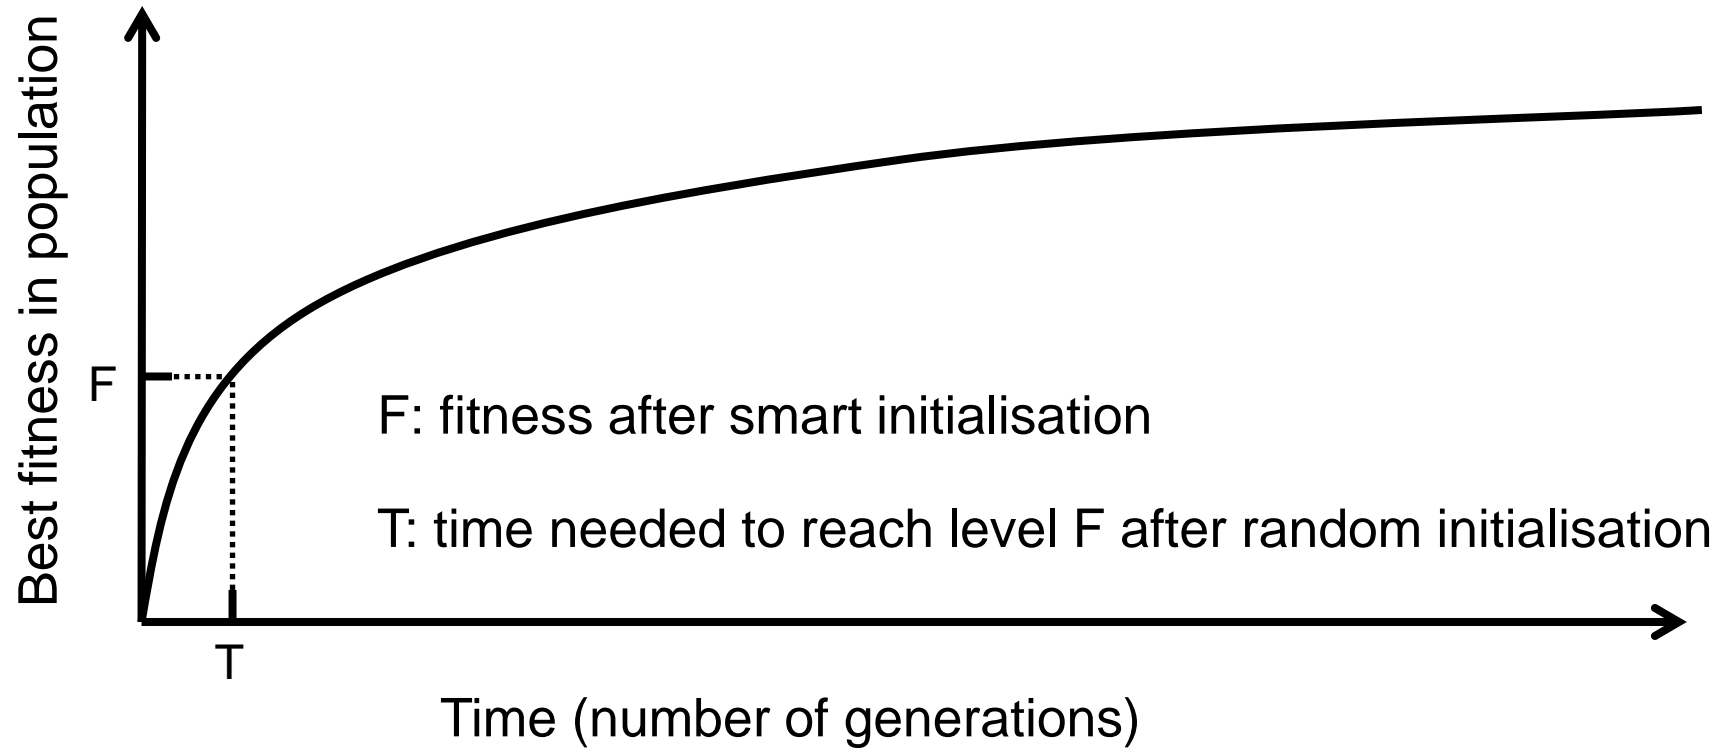 Best fitness in population
F
F: fitness after smart initialisation
T: time needed to reach level F after random initialisation
T
Time (number of generations)